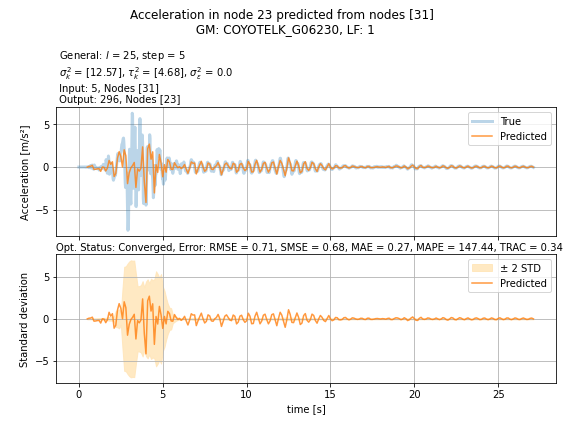 Acceleration in node 23 predicted from nodes [31]
GM: COYOTELK_G06230, LF: 1
General: l = 25, step = 5
σ²ₖ = [12.57], τ²ₖ = [4.68], σ²ε = 0.0
Input: 5, Nodes [31]
Output: 296, Nodes [23]
Acceleration [m/s²]
5
0
−5
True
Predicted
Opt. Status: Converged, Error: RMSE = 0.71, SMSE = 0.68, MAE = 0.27, MAPE = 147.44, TRAC = 0.34
Standard deviation
5
0
−5
± 2 STD
Predicted
0 5 10 15 20 25
time [s]